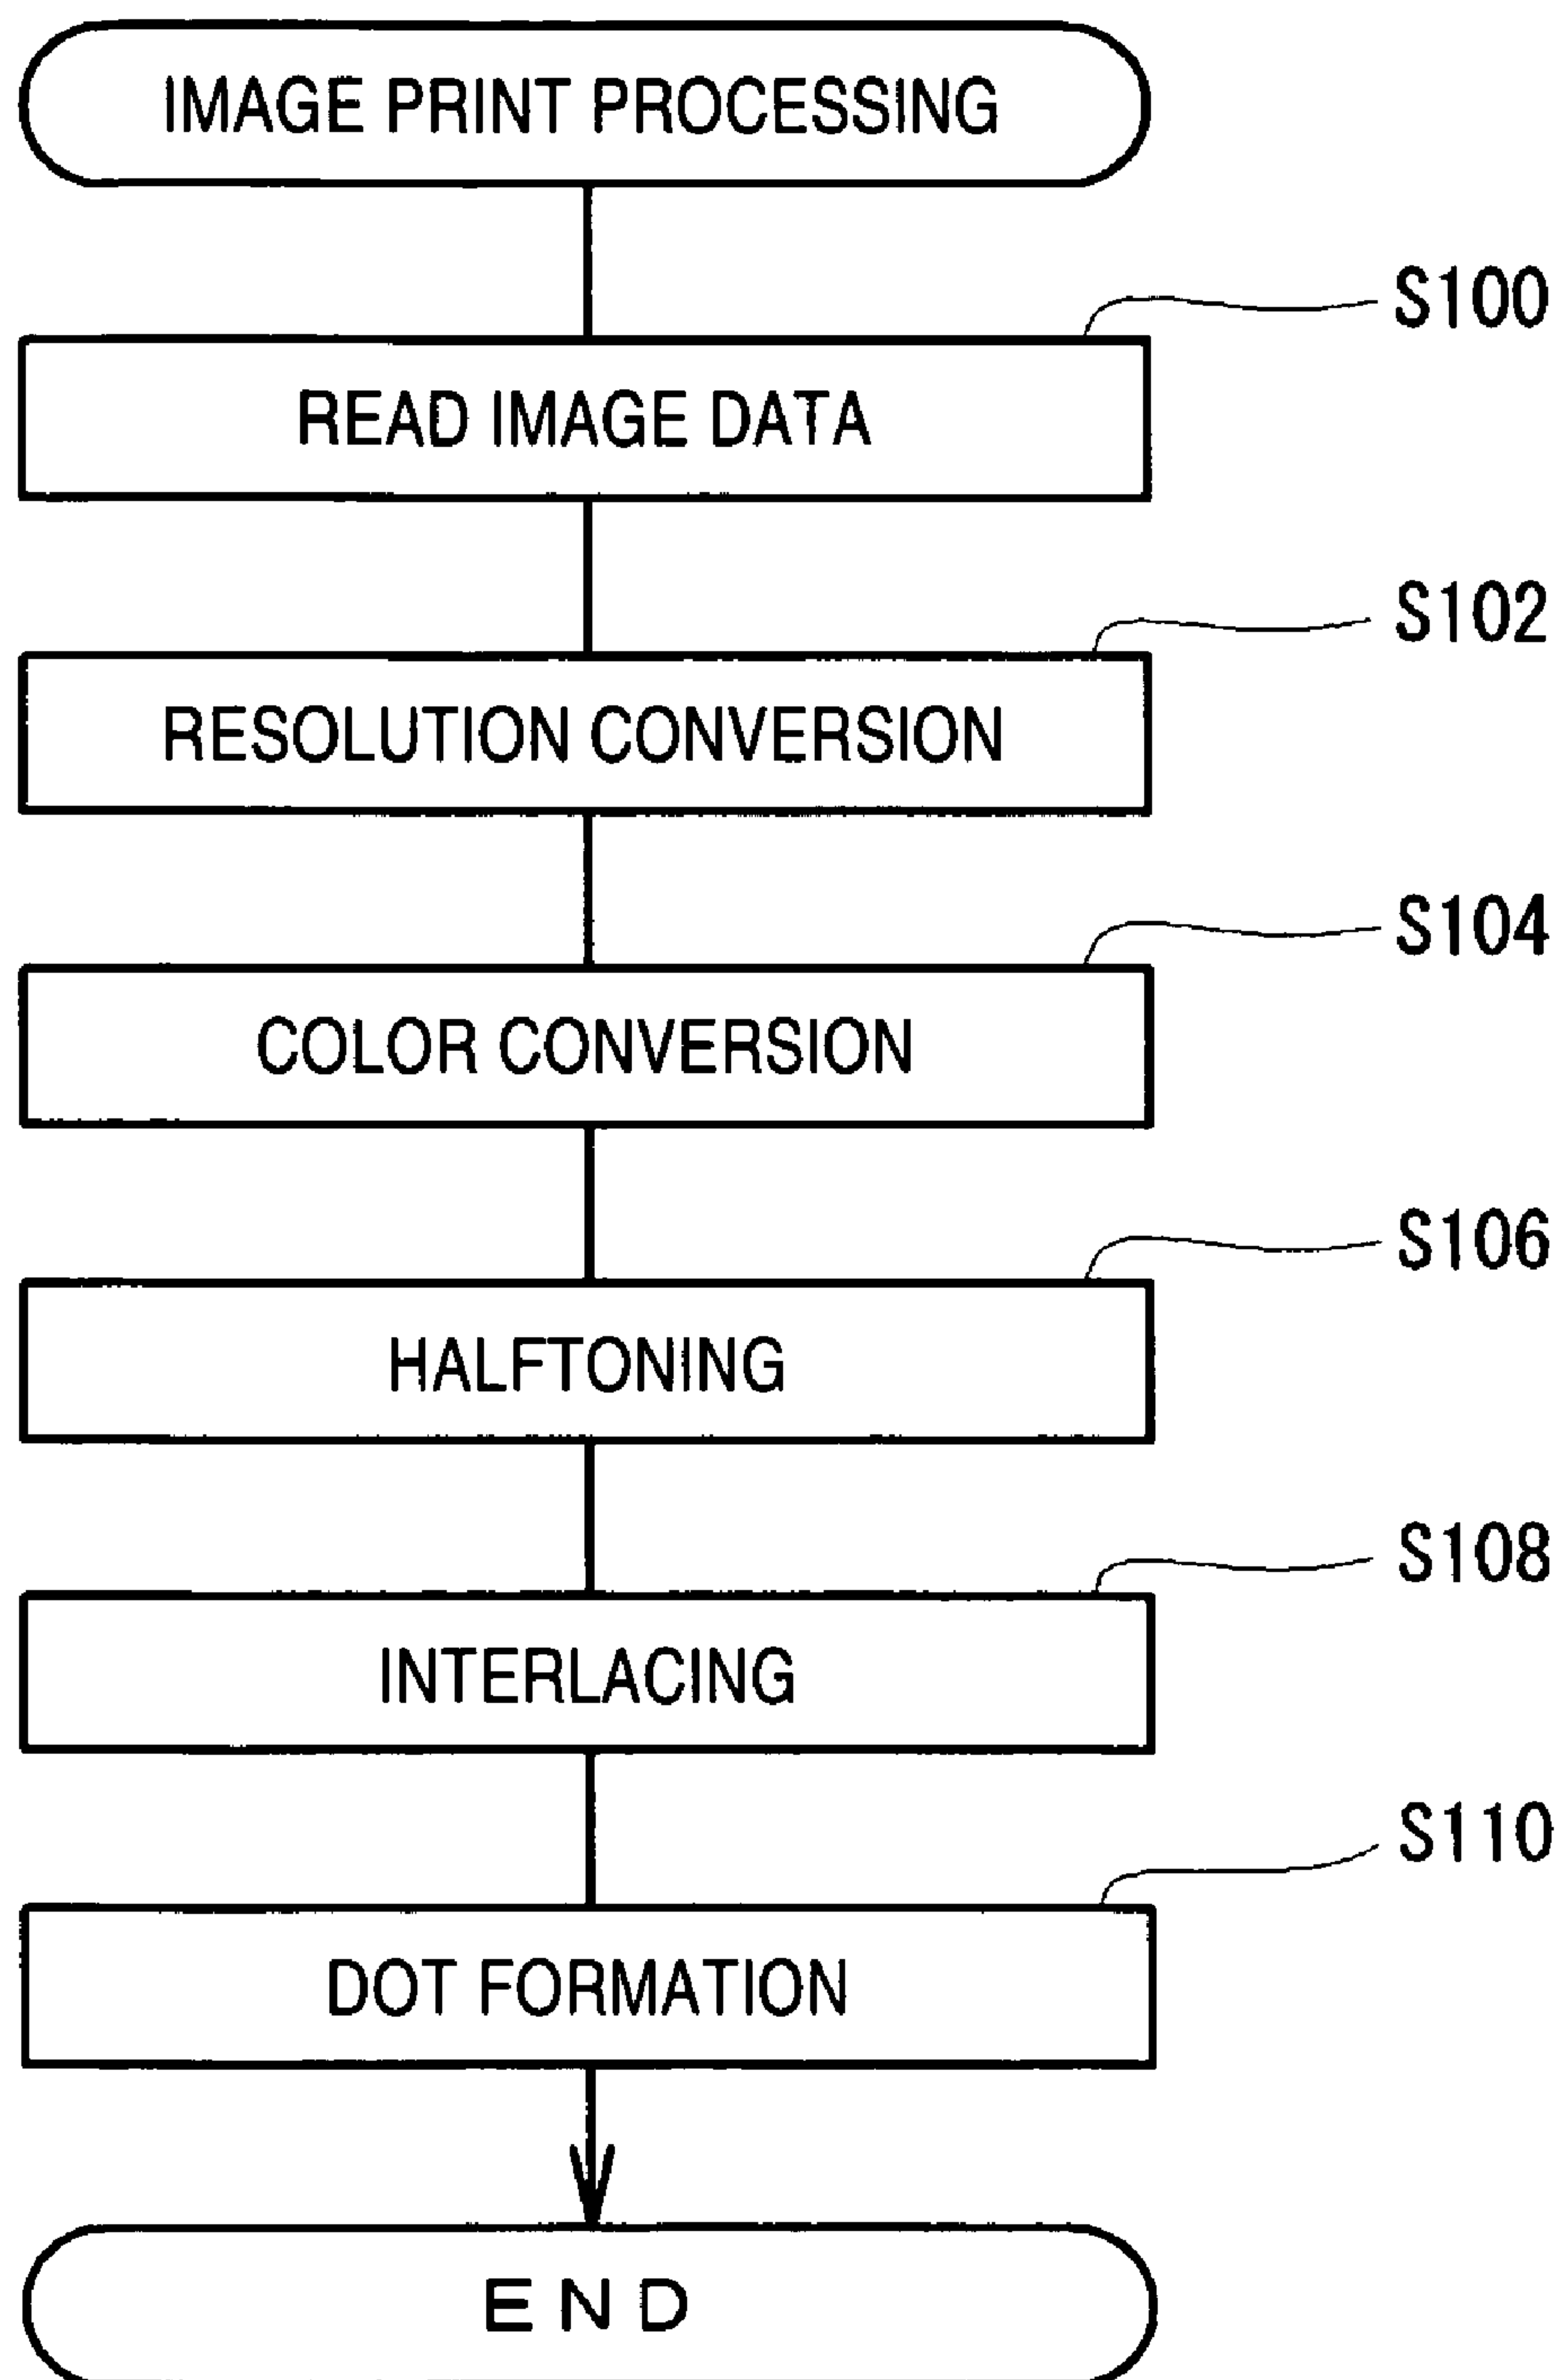 IMAGE PRINT PROCESSING
S100
READ IMAGE DATA
S102
RESOLUTION CONVERSION
S104
COLOR CONVERSION
S106
HALFTONING
S108
INTERLACING
S110
DOT FORMATION
END